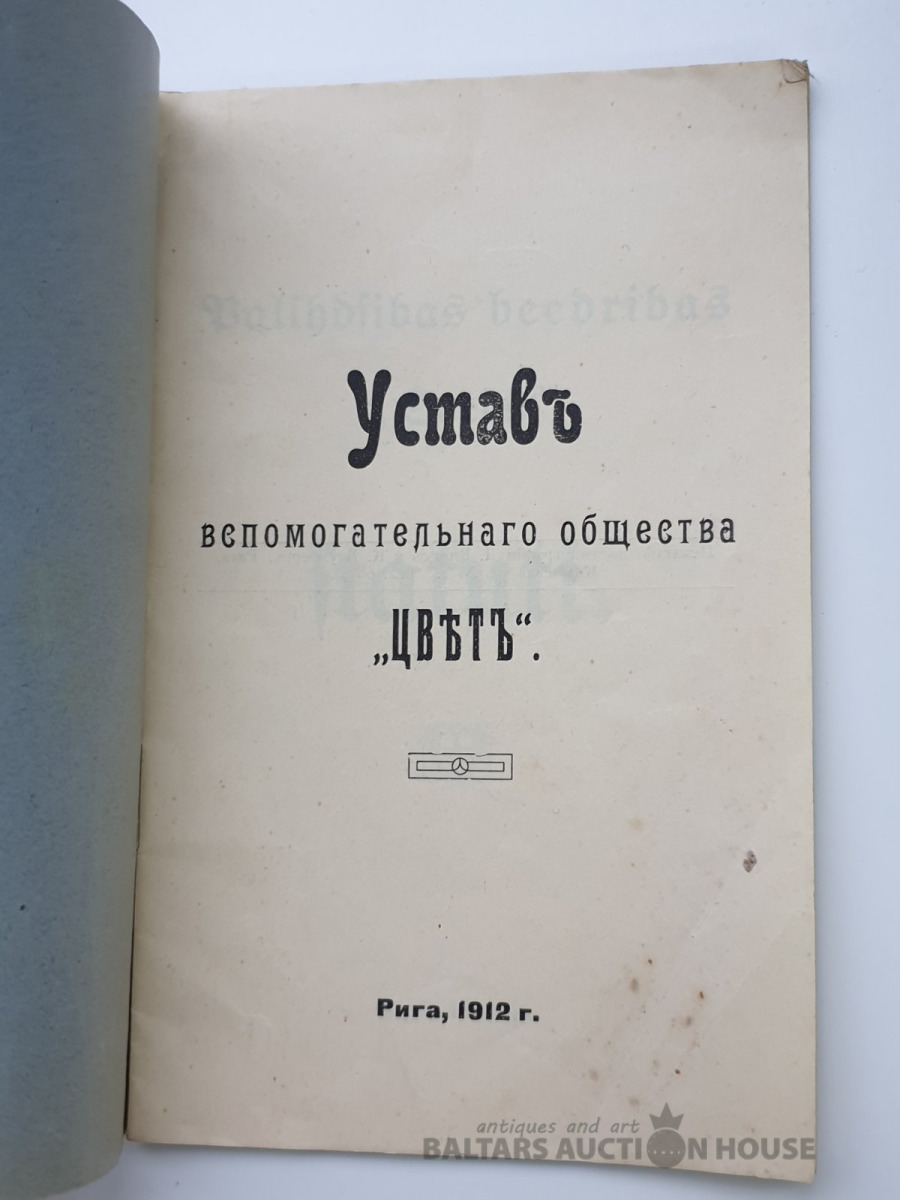 Уставъ
вспомогательнаго общества
„ЦВѢТЪ“.
Рига, 1912 г.
antiques and art
BALTARS AUCTION HOUSE